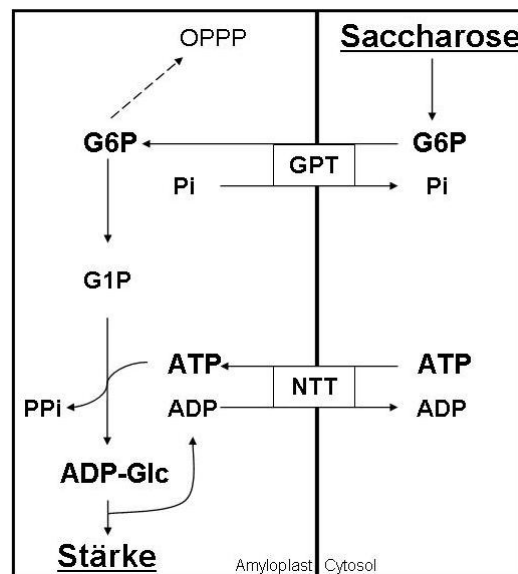 OPPP
Saccharose
G6P
G6P
GPT
Pi
Pi
G1P
ATP
ATP
NTT
PPi
ADP
ADP
ADP-Glc
Stärke
Amyloplast
Cytosol